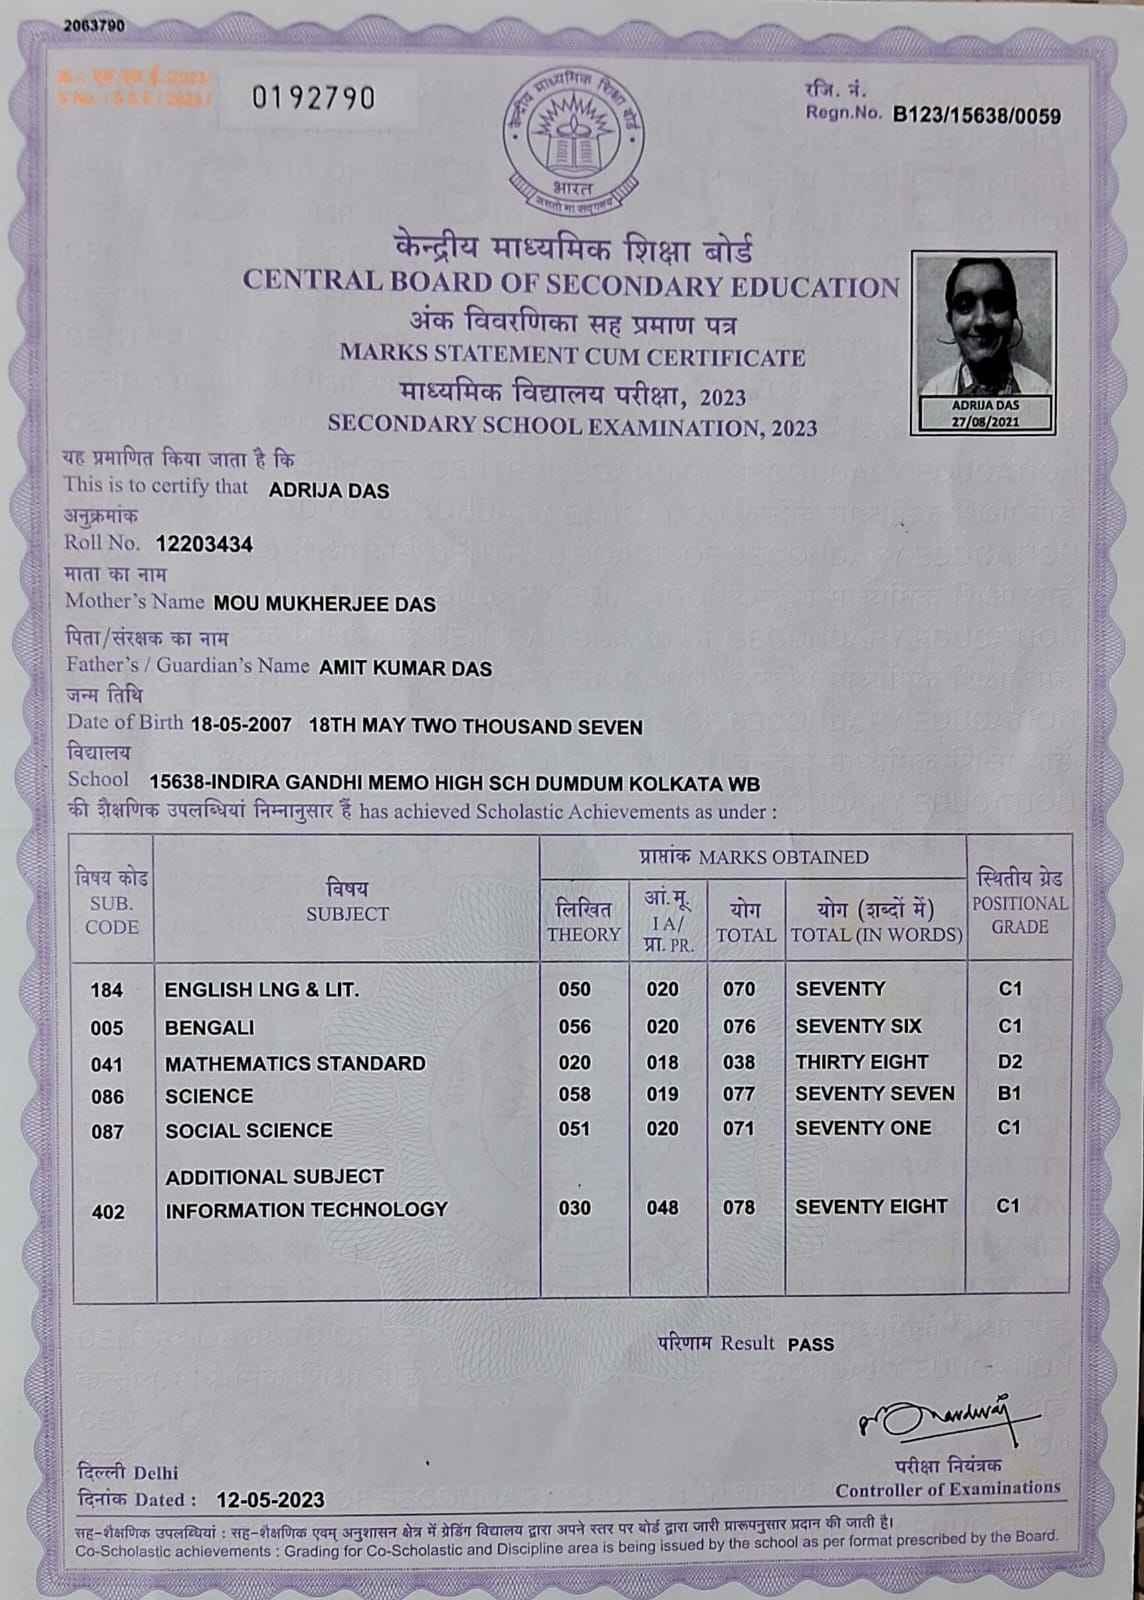 2063790
0192790
रजि. नं.
Regn.No. B123/15638/0059
केन्द्रीय माध्यमिक शिक्षा बोर्ड
भारत
असतो मा सद्गमय
केन्द्रीय माध्यमिक शिक्षा बोर्ड
CENTRAL BOARD OF SECONDARY EDUCATION
अंक विवरणिका सह प्रमाण पत्र
MARKS STATEMENT CUM CERTIFICATE
माध्यमिक विद्यालय परीक्षा, 2023
SECONDARY SCHOOL EXAMINATION, 2023
ADRIJA DAS
27/08/2021
यह प्रमाणित किया जाता है कि
This is to certify that ADRIJA DAS
अनुक्रमांक
Roll No. 12203434
माता का नाम
Mother's Name MOU MUKHERJEE DAS
पिता/संरक्षक का नाम
Father's / Guardian's Name AMIT KUMAR DAS
जन्म तिथि
Date of Birth 18-05-2007 18TH MAY TWO THOUSAND SEVEN
विद्यालय
School 15638-INDIRA GANDHI MEMO HIGH SCH DUMDUM KOLKATA WB
की शैक्षणिक उपलब्धियां निम्नानुसार हैं has achieved Scholastic Achievements as under :
विषय कोड
SUB.
CODE
विषय
SUBJECT
प्राप्तांक MARKS OBTAINED
लिखित
THEORY
आं.मू.
I A/
प्रा. PR.
योग
TOTAL
योग (शब्दों में)
TOTAL (IN WORDS)
स्थितीय ग्रेड
POSITIONAL
GRADE
184 ENGLISH LNG & LIT. 050 020 070 SEVENTY C1
005 BENGALI 056 020 076 SEVENTY SIX C1
041 MATHEMATICS STANDARD 020 018 038 THIRTY EIGHT D2
086 SCIENCE 058 019 077 SEVENTY SEVEN B1
087 SOCIAL SCIENCE 051 020 071 SEVENTY ONE C1
ADDITIONAL SUBJECT
402 INFORMATION TECHNOLOGY 030 048 078 SEVENTY EIGHT C1
परिणाम Result PASS
परीक्षा नियंत्रक
Controller of Examinations
दिल्ली Delhi
दिनांक Dated : 12-05-2023
सह-शैक्षणिक उपलब्धियां : सह-शैक्षणिक एवम् अनुशासन क्षेत्र में ग्रेडिंग विद्यालय द्वारा अपने स्तर पर बोर्ड द्वारा जारी प्रारूपनुसार प्रदान की जाती है।
Co-Scholastic achievements : Grading for Co-Scholastic and Discipline area is being issued by the school as per format prescribed by the Board.